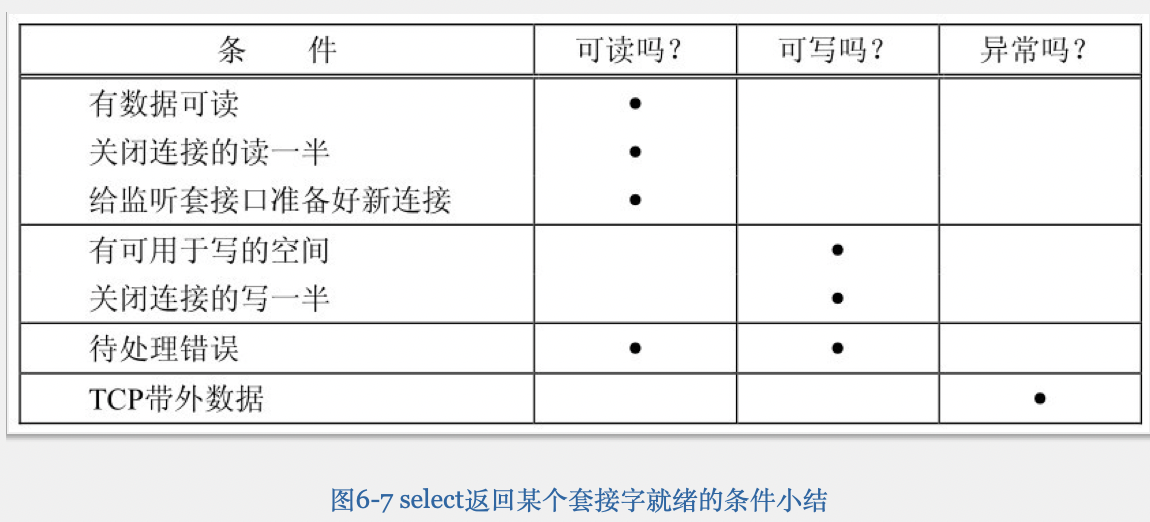 条 件 可读吗? 可写吗? 异常吗?
有数据可读 •
关闭连接的读一半 •
给监听套接口准备好新连接 •
有可用于写的空间 •
关闭连接的写一半 •
待处理错误 • •
TCP带外数据 •
图6-7 select返回某个套接字就绪的条件小结